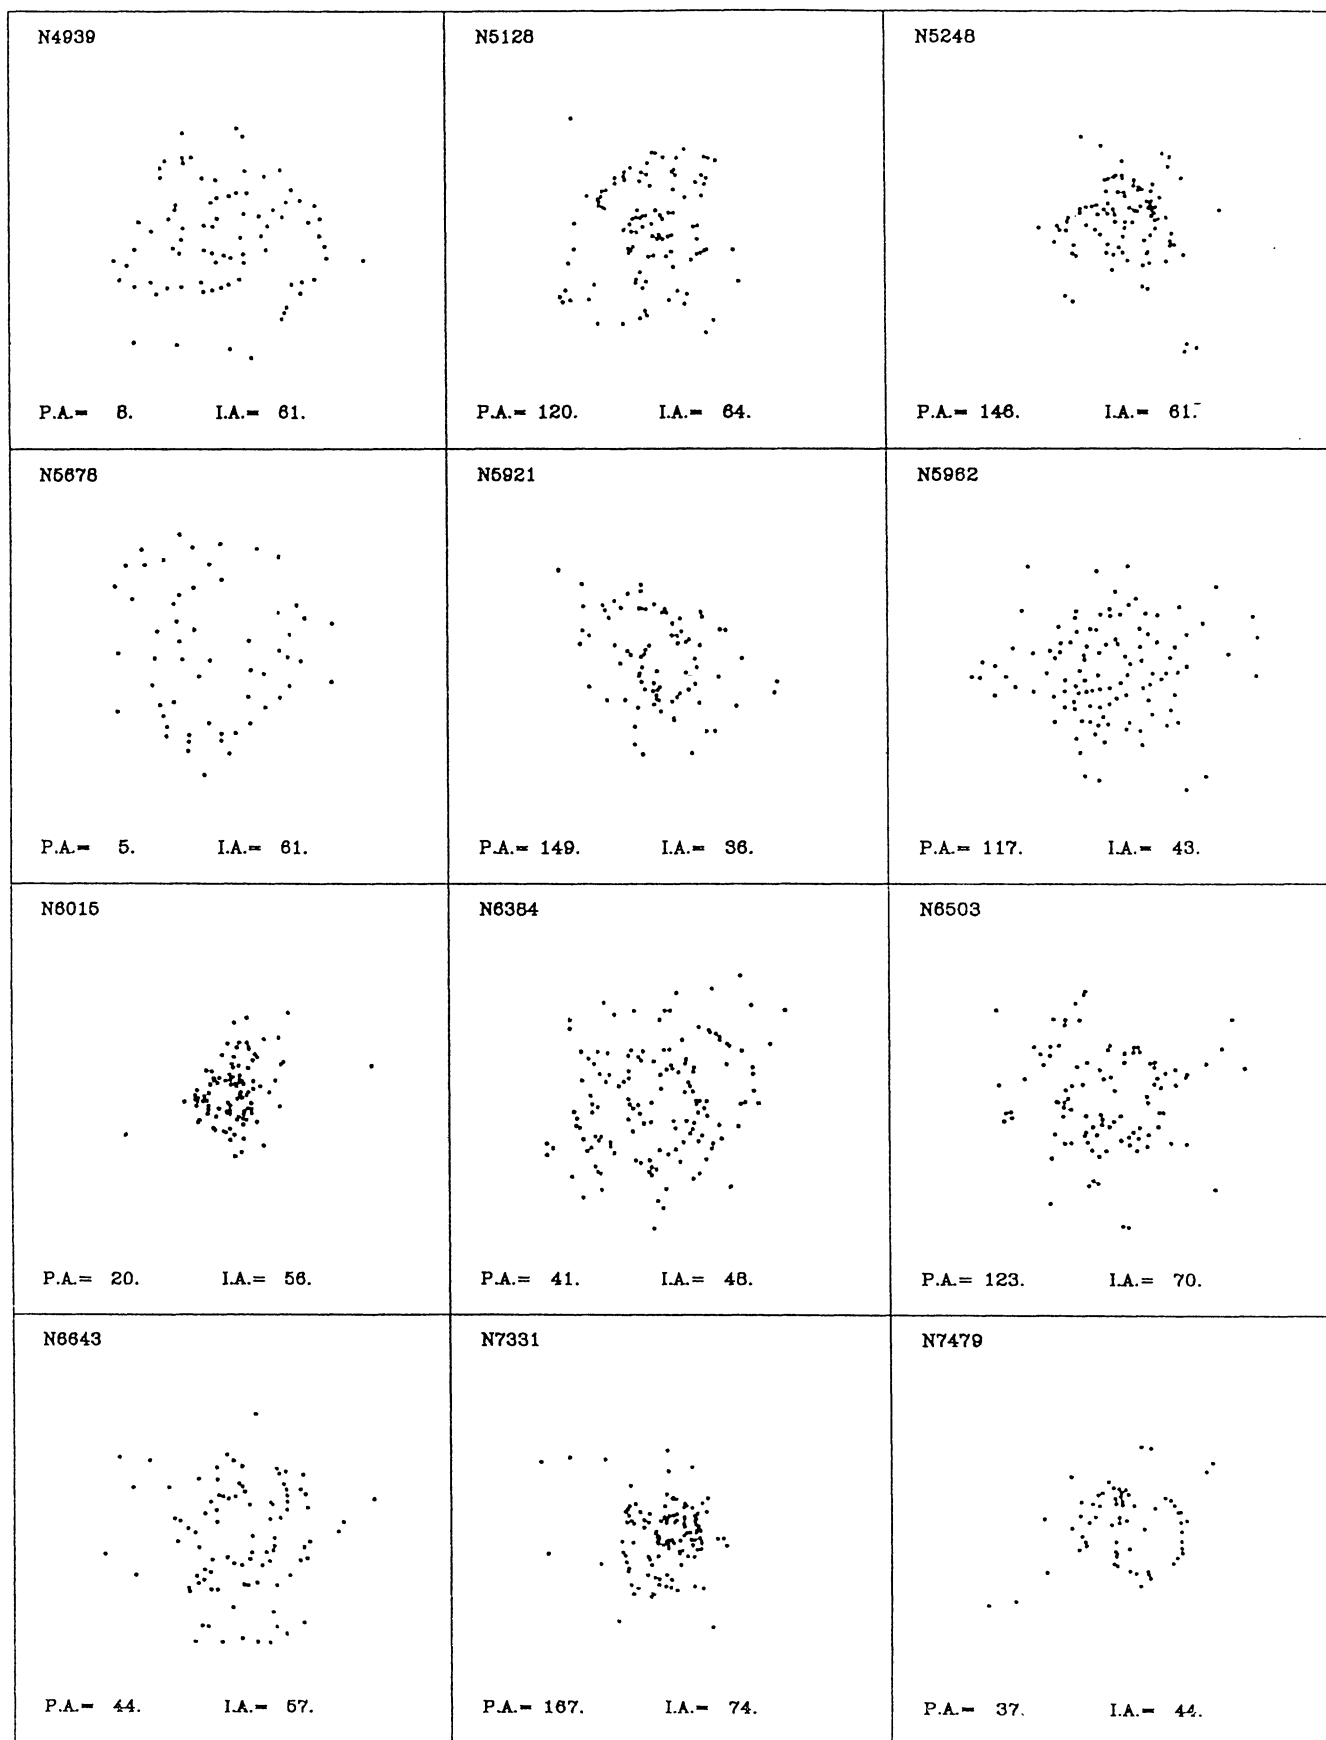 N4939 N5128 N5248
P.A.= 8. I.A.= 61. P.A.= 120. I.A.= 64. P.A.= 146. I.A.= 61.
N5678 N5921 N5962
P.A.= 5. I.A.= 61. P.A.= 149. I.A.= 36. P.A.= 117. I.A.= 43.
N6015 N6384 N6503
P.A.= 20. I.A.= 56. P.A.= 41. I.A.= 48. P.A.= 123. I.A.= 70.
N6643 N7331 N7479
P.A.= 44. I.A.= 57. P.A.= 167. I.A.= 74. P.A.= 37. I.A.= 44.